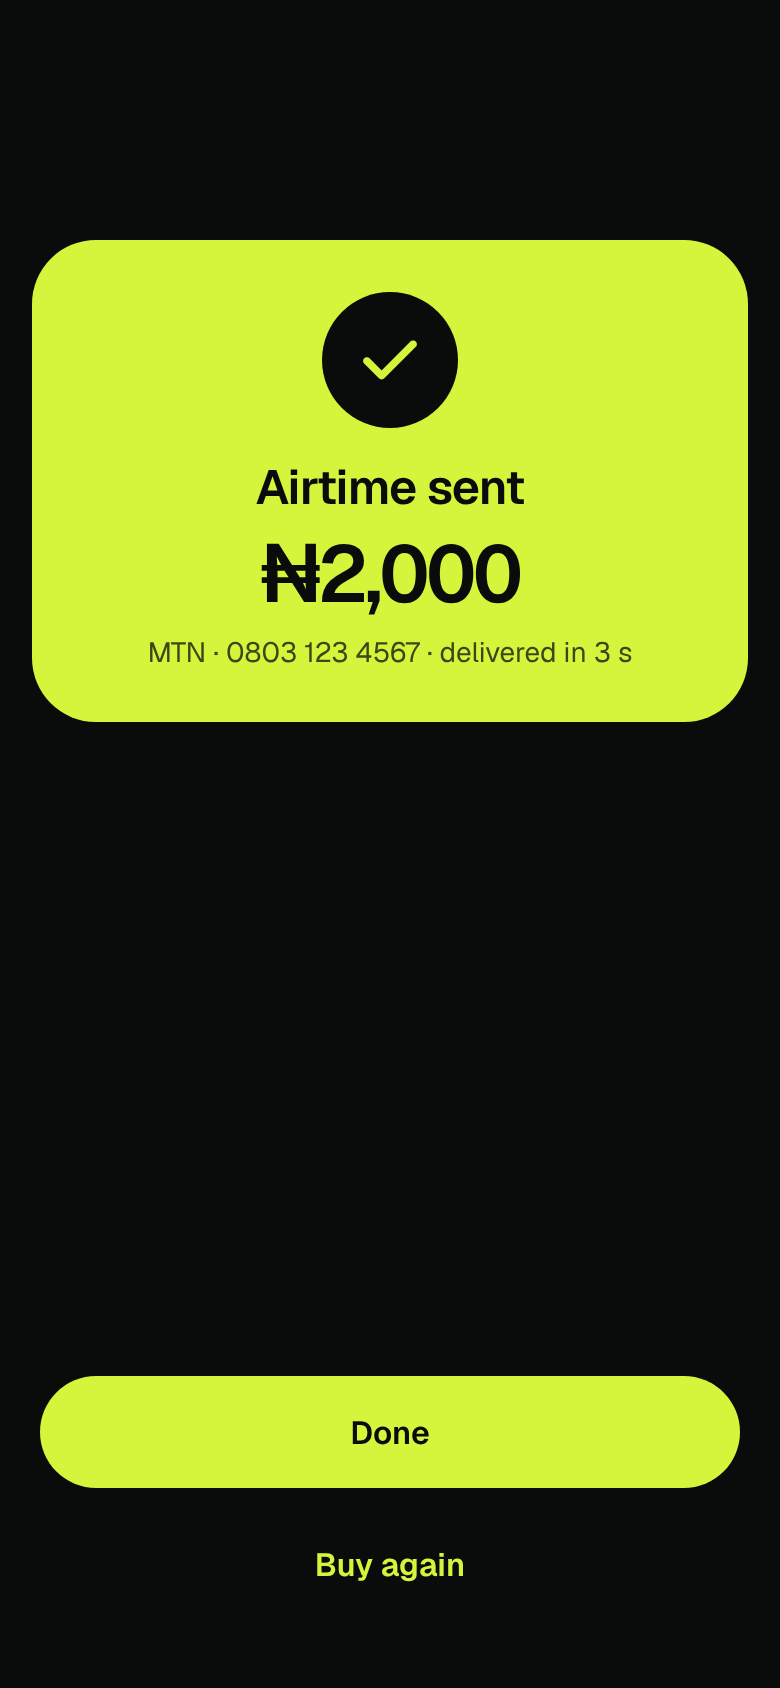 Airtime sent
₦2,000
MTN · 0803 123 4567 · delivered in 3 s
Done
Buy again